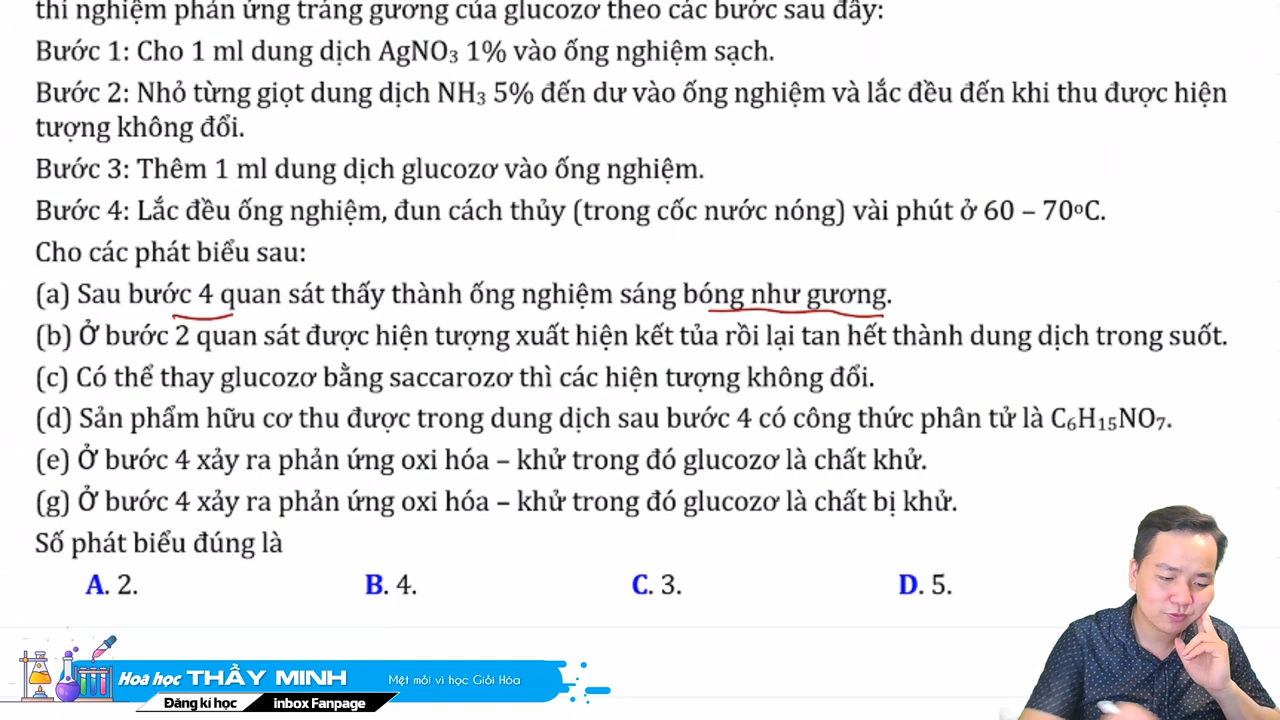 thí nghiệm phản ứng tráng gương của glucozơ theo các bước sau đây:
Bước 1: Cho 1 ml dung dịch AgNO₃ 1% vào ống nghiệm sạch.
Bước 2: Nhỏ từng giọt dung dịch NH₃ 5% đến dư vào ống nghiệm và lắc đều đến khi thu được hiện
tượng không đổi.
Bước 3: Thêm 1 ml dung dịch glucozơ vào ống nghiệm.
Bước 4: Lắc đều ống nghiệm, đun cách thủy (trong cốc nước nóng) vài phút ở 60 – 70ºC.
Cho các phát biểu sau:
(a) Sau bước 4 quan sát thấy thành ống nghiệm sáng bóng như gương.
(b) Ở bước 2 quan sát được hiện tượng xuất hiện kết tủa rồi lại tan hết thành dung dịch trong suốt.
(c) Có thể thay glucozơ bằng saccarozơ thì các hiện tượng không đổi.
(d) Sản phẩm hữu cơ thu được trong dung dịch sau bước 4 có công thức phân tử là C₆H₁₅NO₇.
(e) Ở bước 4 xảy ra phản ứng oxi hóa – khử trong đó glucozơ là chất khử.
(g) Ở bước 4 xảy ra phản ứng oxi hóa – khử trong đó glucozơ là chất bị khử.
Số phát biểu đúng là
A. 2. B. 4. C. 3. D. 5.
Hoá học THẦY MINH Mệt mỏi vì học Giỏi Hóa
Đăng kí học inbox Fanpage